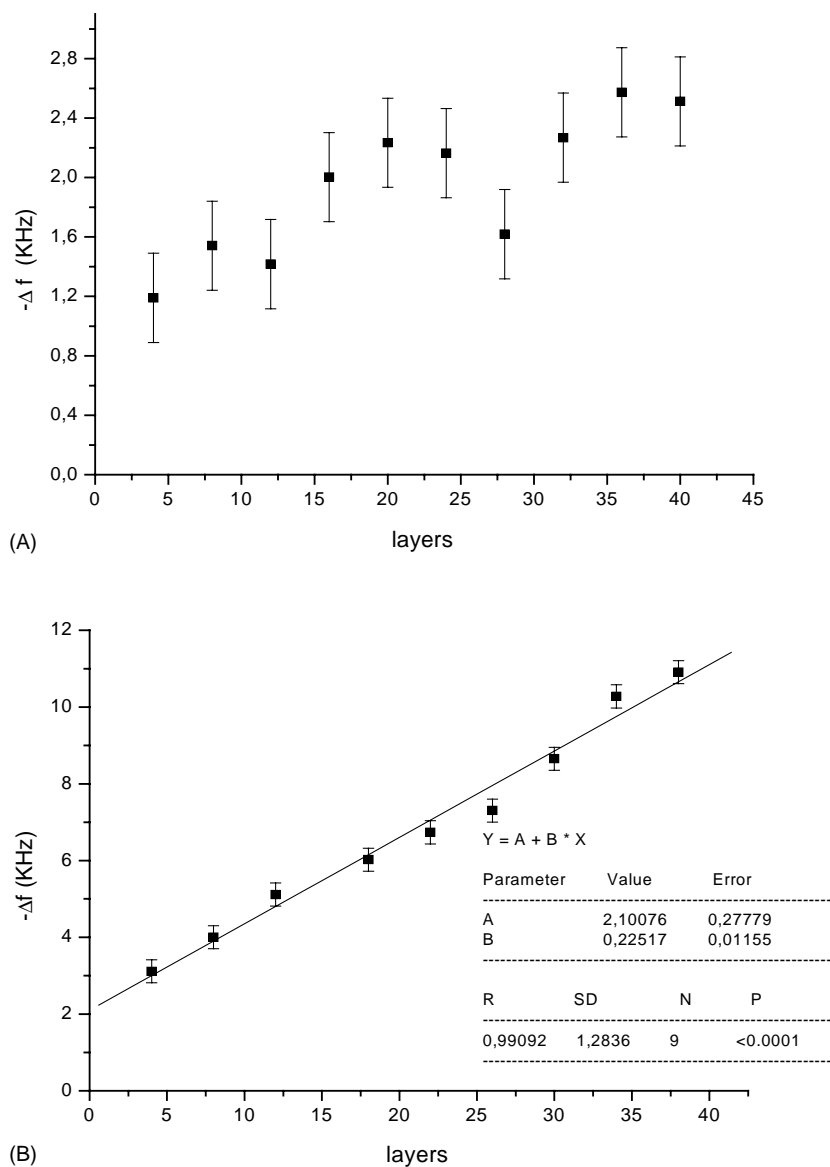 2,8
2,4
2,0
1,6
1,2
0,8
0,4
0,0
-Δ f (KHz)
0 5 10 15 20 25 30 35 40 45
layers
(A)
12
10
8
6
4
2
0
-Δf (KHz)
Y = A + B * X
Parameter Value Error
A 2,10076 0,27779
B 0,22517 0,01155
R SD N P
0,99092 1,2836 9 <0.0001
0 5 10 15 20 25 30 35 40
layers
(B)